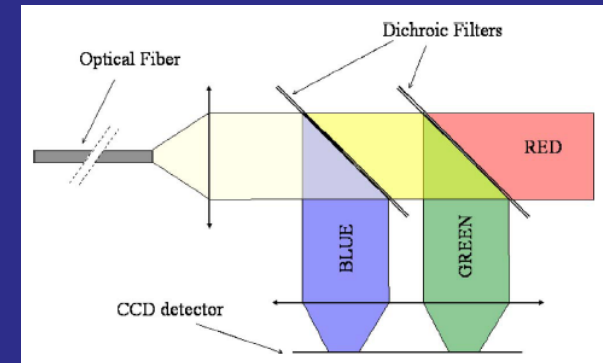 Dichroic Filters
Optical Fiber
RED
BLUE
GREEN
CCD detector